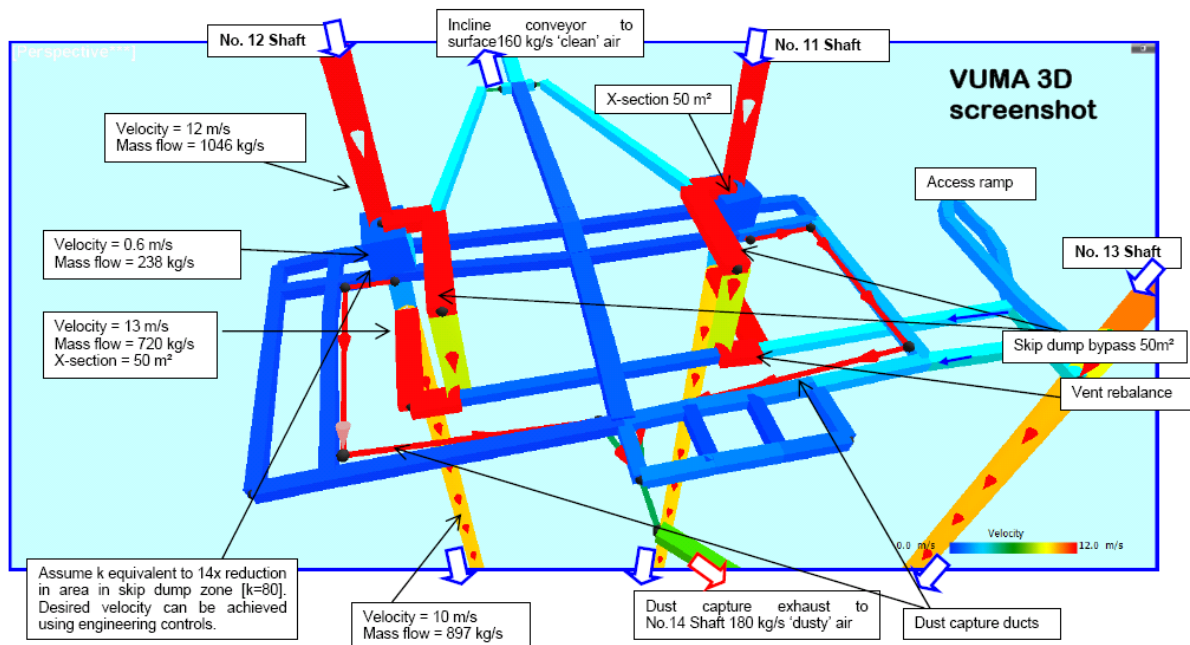 [Perspective***]
No. 12 Shaft
Incline conveyor to
surface160 kg/s ‘clean’ air
No. 11 Shaft
VUMA 3D
screenshot
X-section 50 m²
Velocity = 12 m/s
Mass flow = 1046 kg/s
Access ramp
Velocity = 0.6 m/s
Mass flow = 238 kg/s
No. 13 Shaft
Velocity = 13 m/s
Mass flow = 720 kg/s
X-section = 50 m²
Skip dump bypass 50m²
Vent rebalance
Velocity
0.0 m/s
12.0 m/s
Assume k equivalent to 14x reduction
in area in skip dump zone [k=80].
Desired velocity can be achieved
using engineering controls.
Velocity = 10 m/s
Mass flow = 897 kg/s
Dust capture exhaust to
No.14 Shaft 180 kg/s ‘dusty’ air
Dust capture ducts